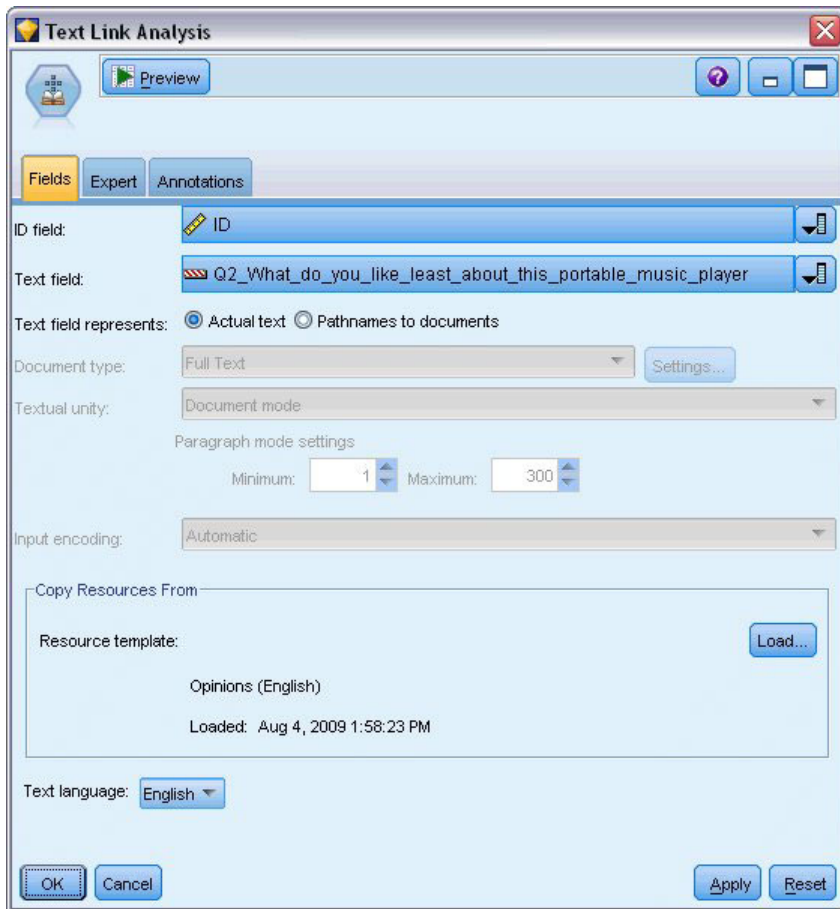 Text Link Analysis
Preview
Fields Expert Annotations
ID field: ID
Text field: Q2_What_do_you_like_least_about_this_portable_music_player
Text field represents: Actual text Pathnames to documents
Document type: Full Text Settings...
Textual unity: Document mode
Paragraph mode settings
Minimum: 1 Maximum: 300
Input encoding: Automatic
Copy Resources From
Resource template: Load...
Opinions (English)
Loaded: Aug 4, 2009 1:58:23 PM
Text language: English
OK Cancel Apply Reset